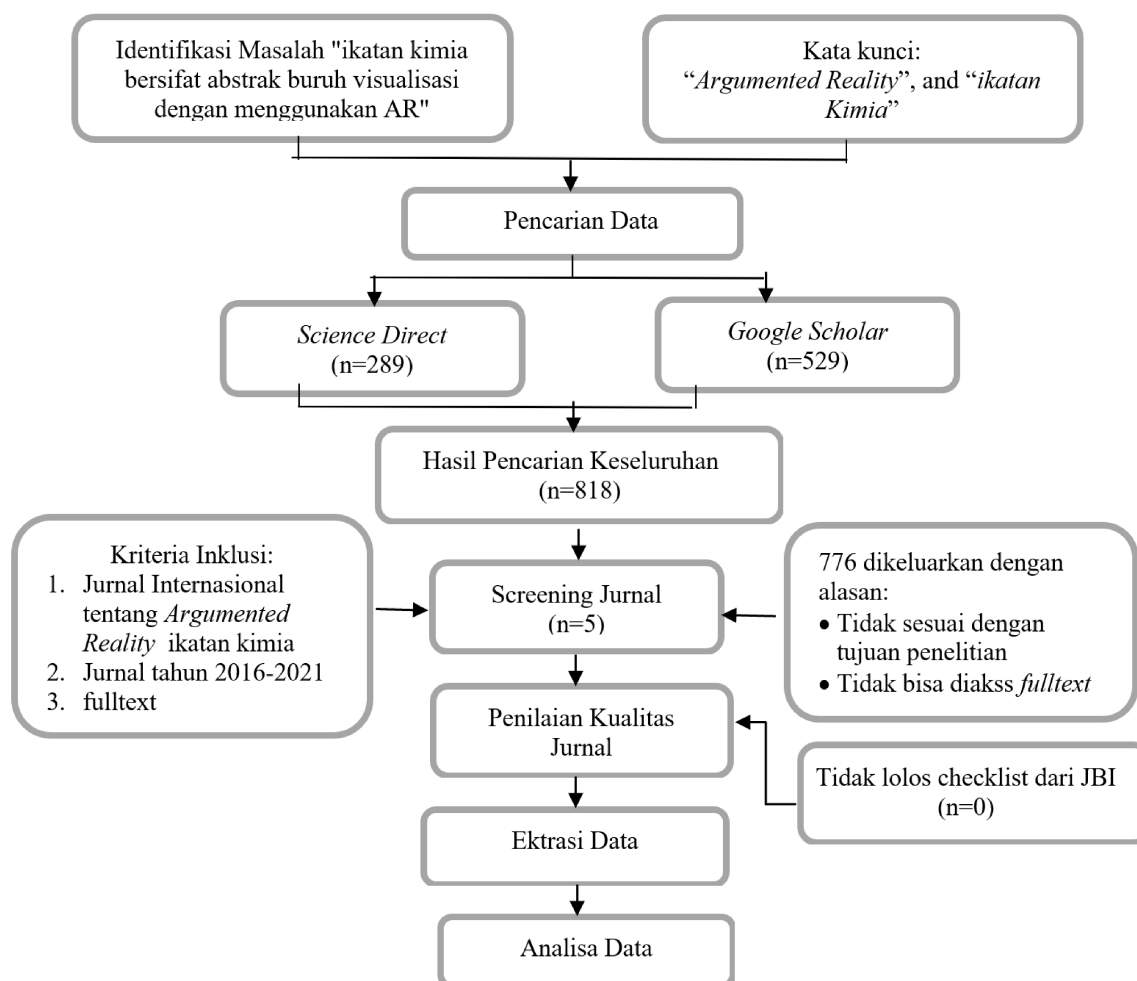 Identifikasi Masalah "ikatan kimia
bersifat abstrak buruh visualisasi
dengan menggunakan AR"
Kata kunci:
“Argumented Reality”, and “ikatan
Kimia”
Pencarian Data
Science Direct
(n=289)
Google Scholar
(n=529)
Hasil Pencarian Keseluruhan
(n=818)
Kriteria Inklusi:
1. Jurnal Internasional
tentang Argumented
Reality ikatan kimia
2. Jurnal tahun 2016-2021
3. fulltext
Screening Jurnal
(n=5)
776 dikeluarkan dengan
alasan:
• Tidak sesuai dengan
tujuan penelitian
• Tidak bisa diakss fulltext
Penilaian Kualitas
Jurnal
Tidak lolos checklist dari JBI
(n=0)
Ektrasi Data
Analisa Data